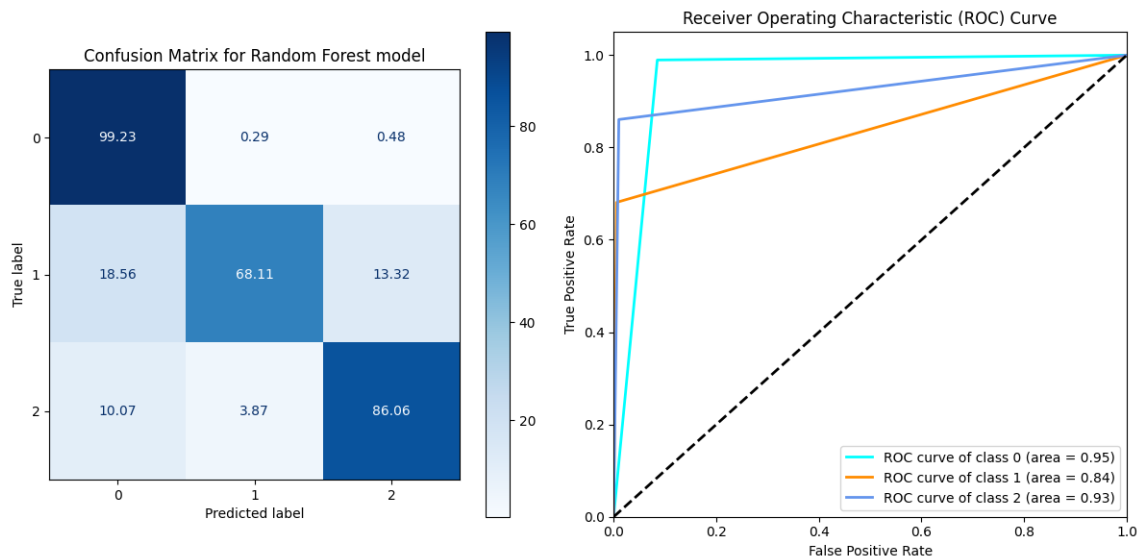 Confusion Matrix for Random Forest model
True label
0
1
2
99.23 0.29 0.48
18.56 68.11 13.32
10.07 3.87 86.06
0 1 2
Predicted label
80
60
40
20
Receiver Operating Characteristic (ROC) Curve
True Positive Rate
1.0
0.8
0.6
0.4
0.2
0.0
ROC curve of class 0 (area = 0.95)
ROC curve of class 1 (area = 0.84)
ROC curve of class 2 (area = 0.93)
0.0 0.2 0.4 0.6 0.8 1.0
False Positive Rate